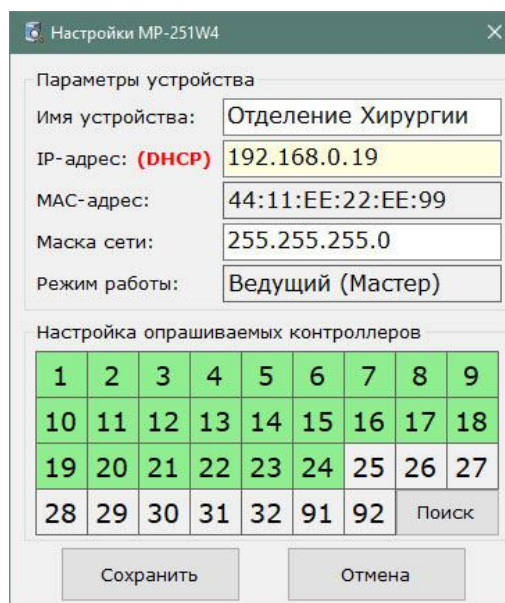 Настройки MP-251W4
Параметры устройства
Имя устройства: Отделение Хирургии
IP-адрес: (DHCP) 192.168.0.19
MAC-адрес: 44:11:EE:22:EE:99
Маска сети: 255.255.255.0
Режим работы: Ведущий (Мастер)
Настройка опрашиваемых контроллеров
1 2 3 4 5 6 7 8 9
10 11 12 13 14 15 16 17 18
19 20 21 22 23 24 25 26 27
28 29 30 31 32 91 92 Поиск
Сохранить Отмена